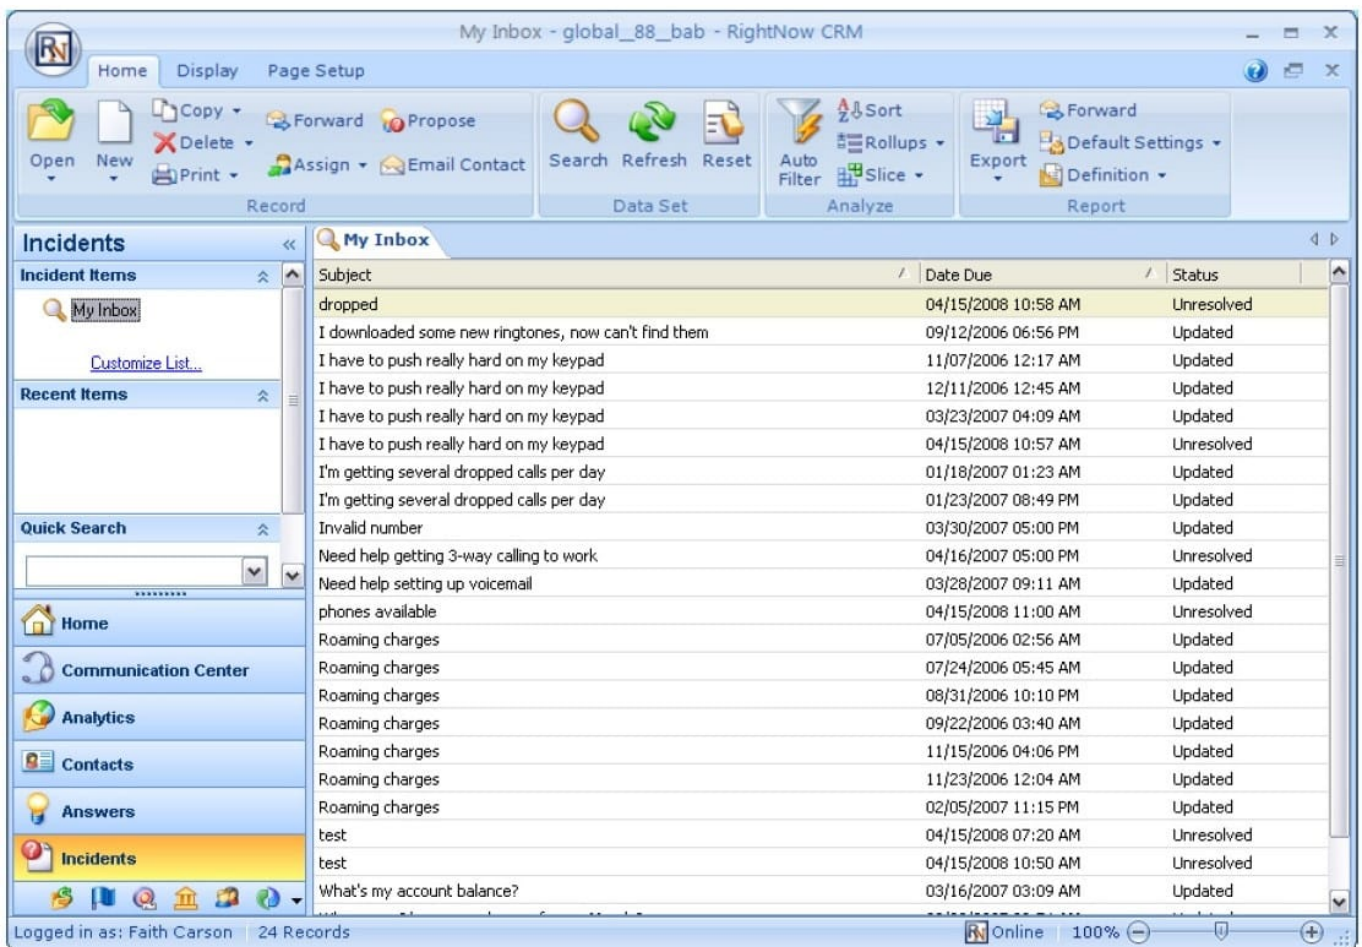 My Inbox - global_88_bab - RightNow CRM
RN
Home Display Page Setup
Open
New
Copy
Delete
Print
Forward
Propose
Assign
Email Contact
Record
Search
Refresh
Reset
Data Set
Auto
Filter
Sort
Rollups
Slice
Analyze
Export
Forward
Default Settings
Definition
Report
Incidents
Incident Items
My Inbox
Customize List...
Recent Items
Quick Search
Home
Communication Center
Analytics
Contacts
Answers
Incidents
My Inbox
Subject Date Due Status
dropped 04/15/2008 10:58 AM Unresolved
I downloaded some new ringtones, now can't find them 09/12/2006 06:56 PM Updated
I have to push really hard on my keypad 11/07/2006 12:17 AM Updated
I have to push really hard on my keypad 12/11/2006 12:45 AM Updated
I have to push really hard on my keypad 03/23/2007 04:09 AM Updated
I have to push really hard on my keypad 04/15/2008 10:57 AM Unresolved
I'm getting several dropped calls per day 01/18/2007 01:23 AM Updated
I'm getting several dropped calls per day 01/23/2007 08:49 PM Updated
Invalid number 03/30/2007 05:00 PM Updated
Need help getting 3-way calling to work 04/16/2007 05:00 PM Unresolved
Need help setting up voicemail 03/28/2007 09:11 AM Updated
phones available 04/15/2008 11:00 AM Unresolved
Roaming charges 07/05/2006 02:56 AM Updated
Roaming charges 07/24/2006 05:45 AM Updated
Roaming charges 08/31/2006 10:10 PM Updated
Roaming charges 09/22/2006 03:40 AM Updated
Roaming charges 11/15/2006 04:06 PM Updated
Roaming charges 11/23/2006 12:04 AM Updated
Roaming charges 02/05/2007 11:15 PM Updated
test 04/15/2008 07:20 AM Unresolved
test 04/15/2008 10:50 AM Unresolved
What's my account balance? 03/16/2007 03:09 AM Updated
Logged in as: Faith Carson 24 Records RN Online 100%